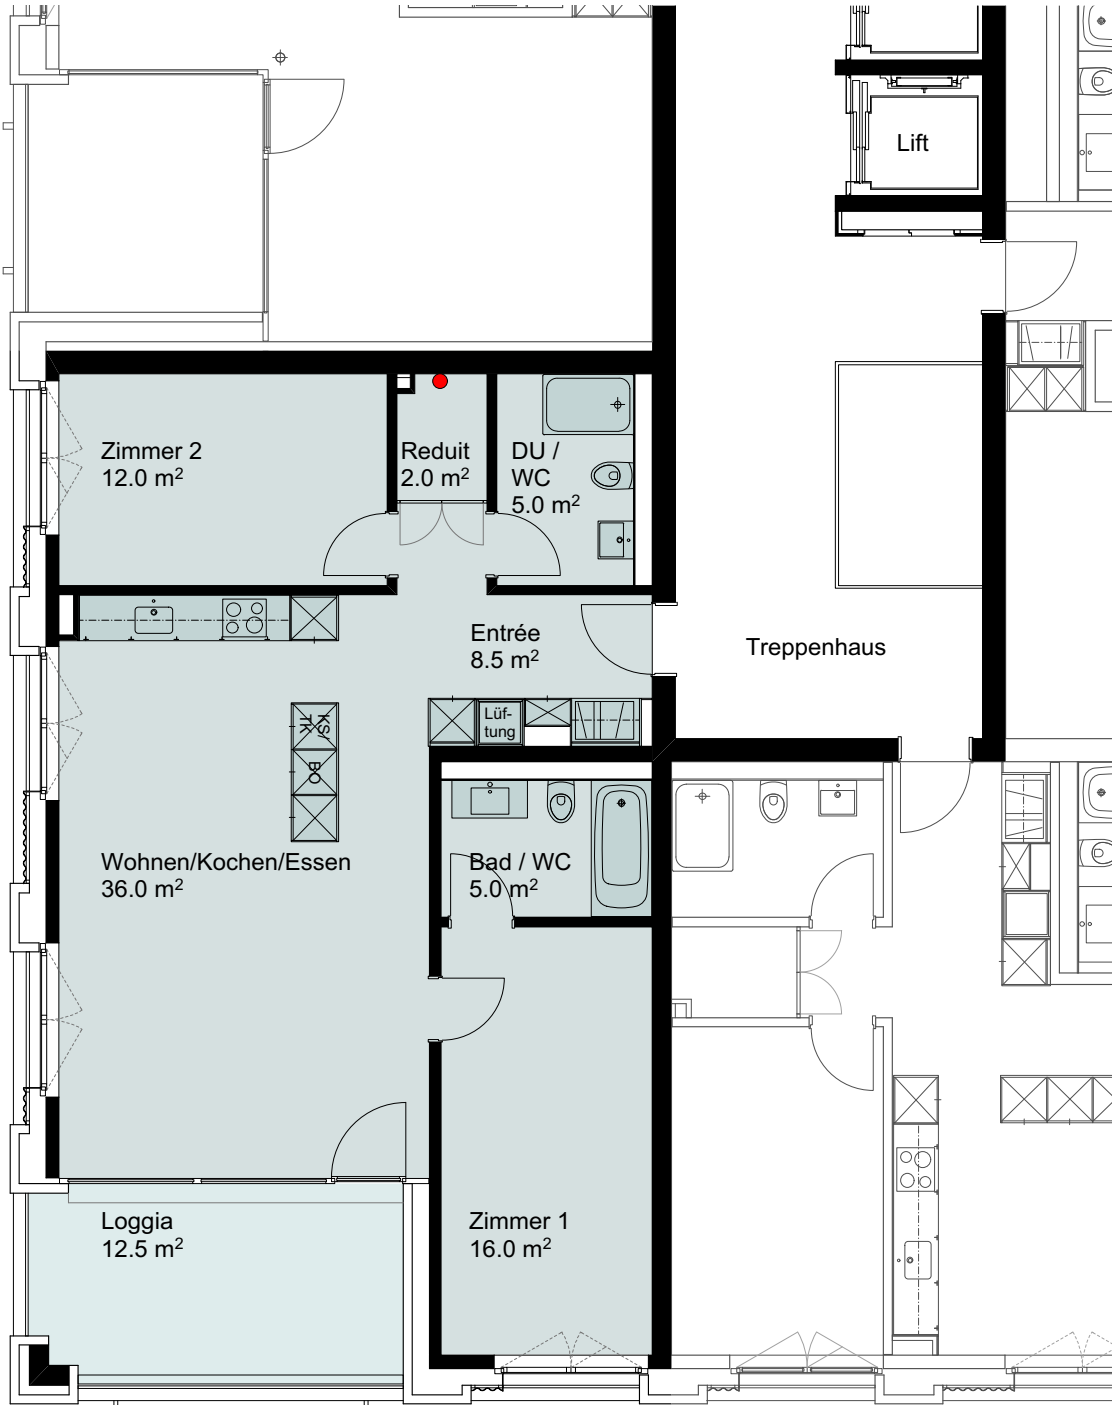 Lift
Zimmer 2
12.0 m²
Reduit
2.0 m²
DU /
WC
5.0 m²
Entrée
8.5 m²
Treppenhaus
Lüf-
tung
KS/
TK
BO
Wohnen/Kochen/Essen
36.0 m²
Bad / WC
5.0 m²
Loggia
12.5 m²
Zimmer 1
16.0 m²